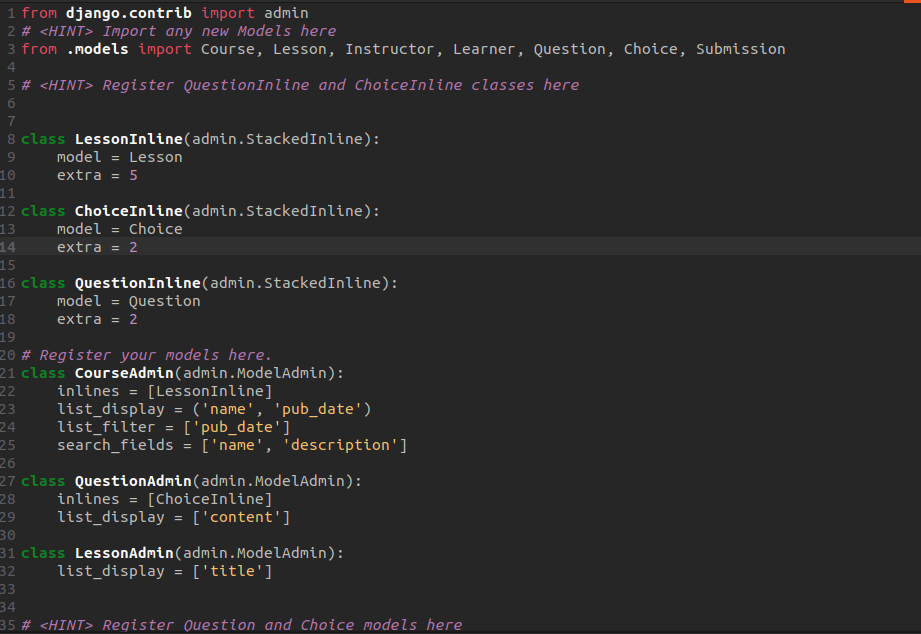 1 from django.contrib import admin
2 # <HINT> Import any new Models here
3 from .models import Course, Lesson, Instructor, Learner, Question, Choice, Submission
4
5 # <HINT> Register QuestionInline and ChoiceInline classes here
6
7
8 class LessonInline(admin.StackedInline):
9     model = Lesson
10     extra = 5
11
12 class ChoiceInline(admin.StackedInline):
13     model = Choice
14     extra = 2
15
16 class QuestionInline(admin.StackedInline):
17     model = Question
18     extra = 2
19
20 # Register your models here.
21 class CourseAdmin(admin.ModelAdmin):
22     inlines = [LessonInline]
23     list_display = ('name', 'pub_date')
24     list_filter = ['pub_date']
25     search_fields = ['name', 'description']
26
27 class QuestionAdmin(admin.ModelAdmin):
28     inlines = [ChoiceInline]
29     list_display = ['content']
30
31 class LessonAdmin(admin.ModelAdmin):
32     list_display = ['title']
33
34
35 # <HINT> Register Question and Choice models here